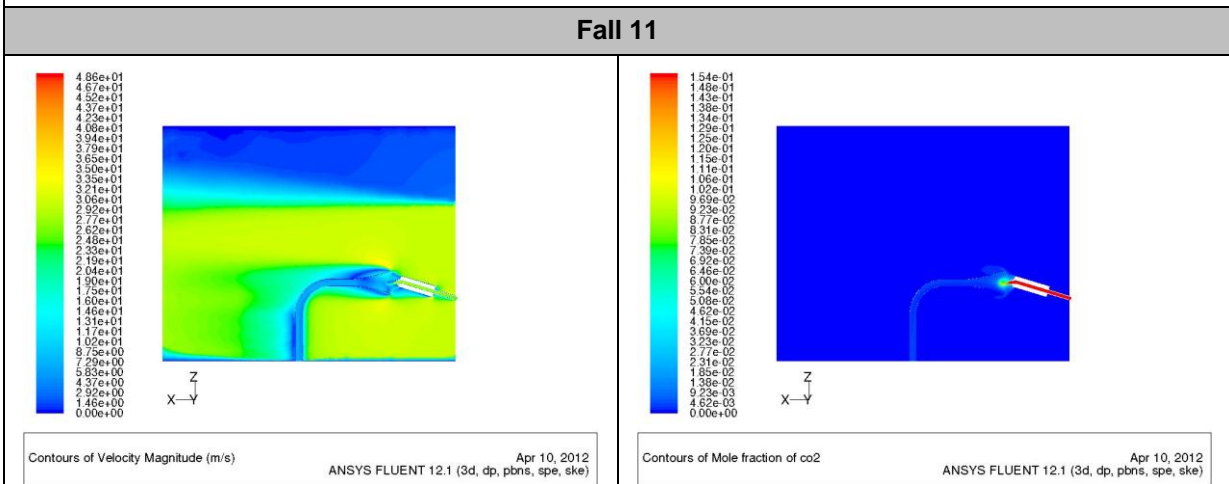 Fall 11
4.86e+01
4.67e+01
4.52e+01
4.37e+01
4.23e+01
4.08e+01
3.94e+01
3.79e+01
3.65e+01
3.50e+01
3.35e+01
3.21e+01
3.06e+01
2.92e+01
2.77e+01
2.62e+01
2.48e+01
2.33e+01
2.19e+01
2.04e+01
1.90e+01
1.75e+01
1.60e+01
1.46e+01
1.31e+01
1.17e+01
1.02e+01
8.75e+00
7.29e+00
5.83e+00
4.37e+00
2.92e+00
1.46e+00
0.00e+00
Z
X Y
Contours of Velocity Magnitude (m/s)
Apr 10, 2012
ANSYS FLUENT 12.1 (3d, dp, pbns, spe, ske)
1.54e-01
1.48e-01
1.43e-01
1.38e-01
1.34e-01
1.29e-01
1.25e-01
1.20e-01
1.15e-01
1.11e-01
1.06e-01
1.02e-01
9.69e-02
9.23e-02
8.77e-02
8.31e-02
7.85e-02
7.39e-02
6.92e-02
6.46e-02
6.00e-02
5.54e-02
5.08e-02
4.62e-02
4.15e-02
3.69e-02
3.23e-02
2.77e-02
2.31e-02
1.85e-02
1.38e-02
9.23e-03
4.62e-03
0.00e+00
Z
X Y
Contours of Mole fraction of co2
Apr 10, 2012
ANSYS FLUENT 12.1 (3d, dp, pbns, spe, ske)